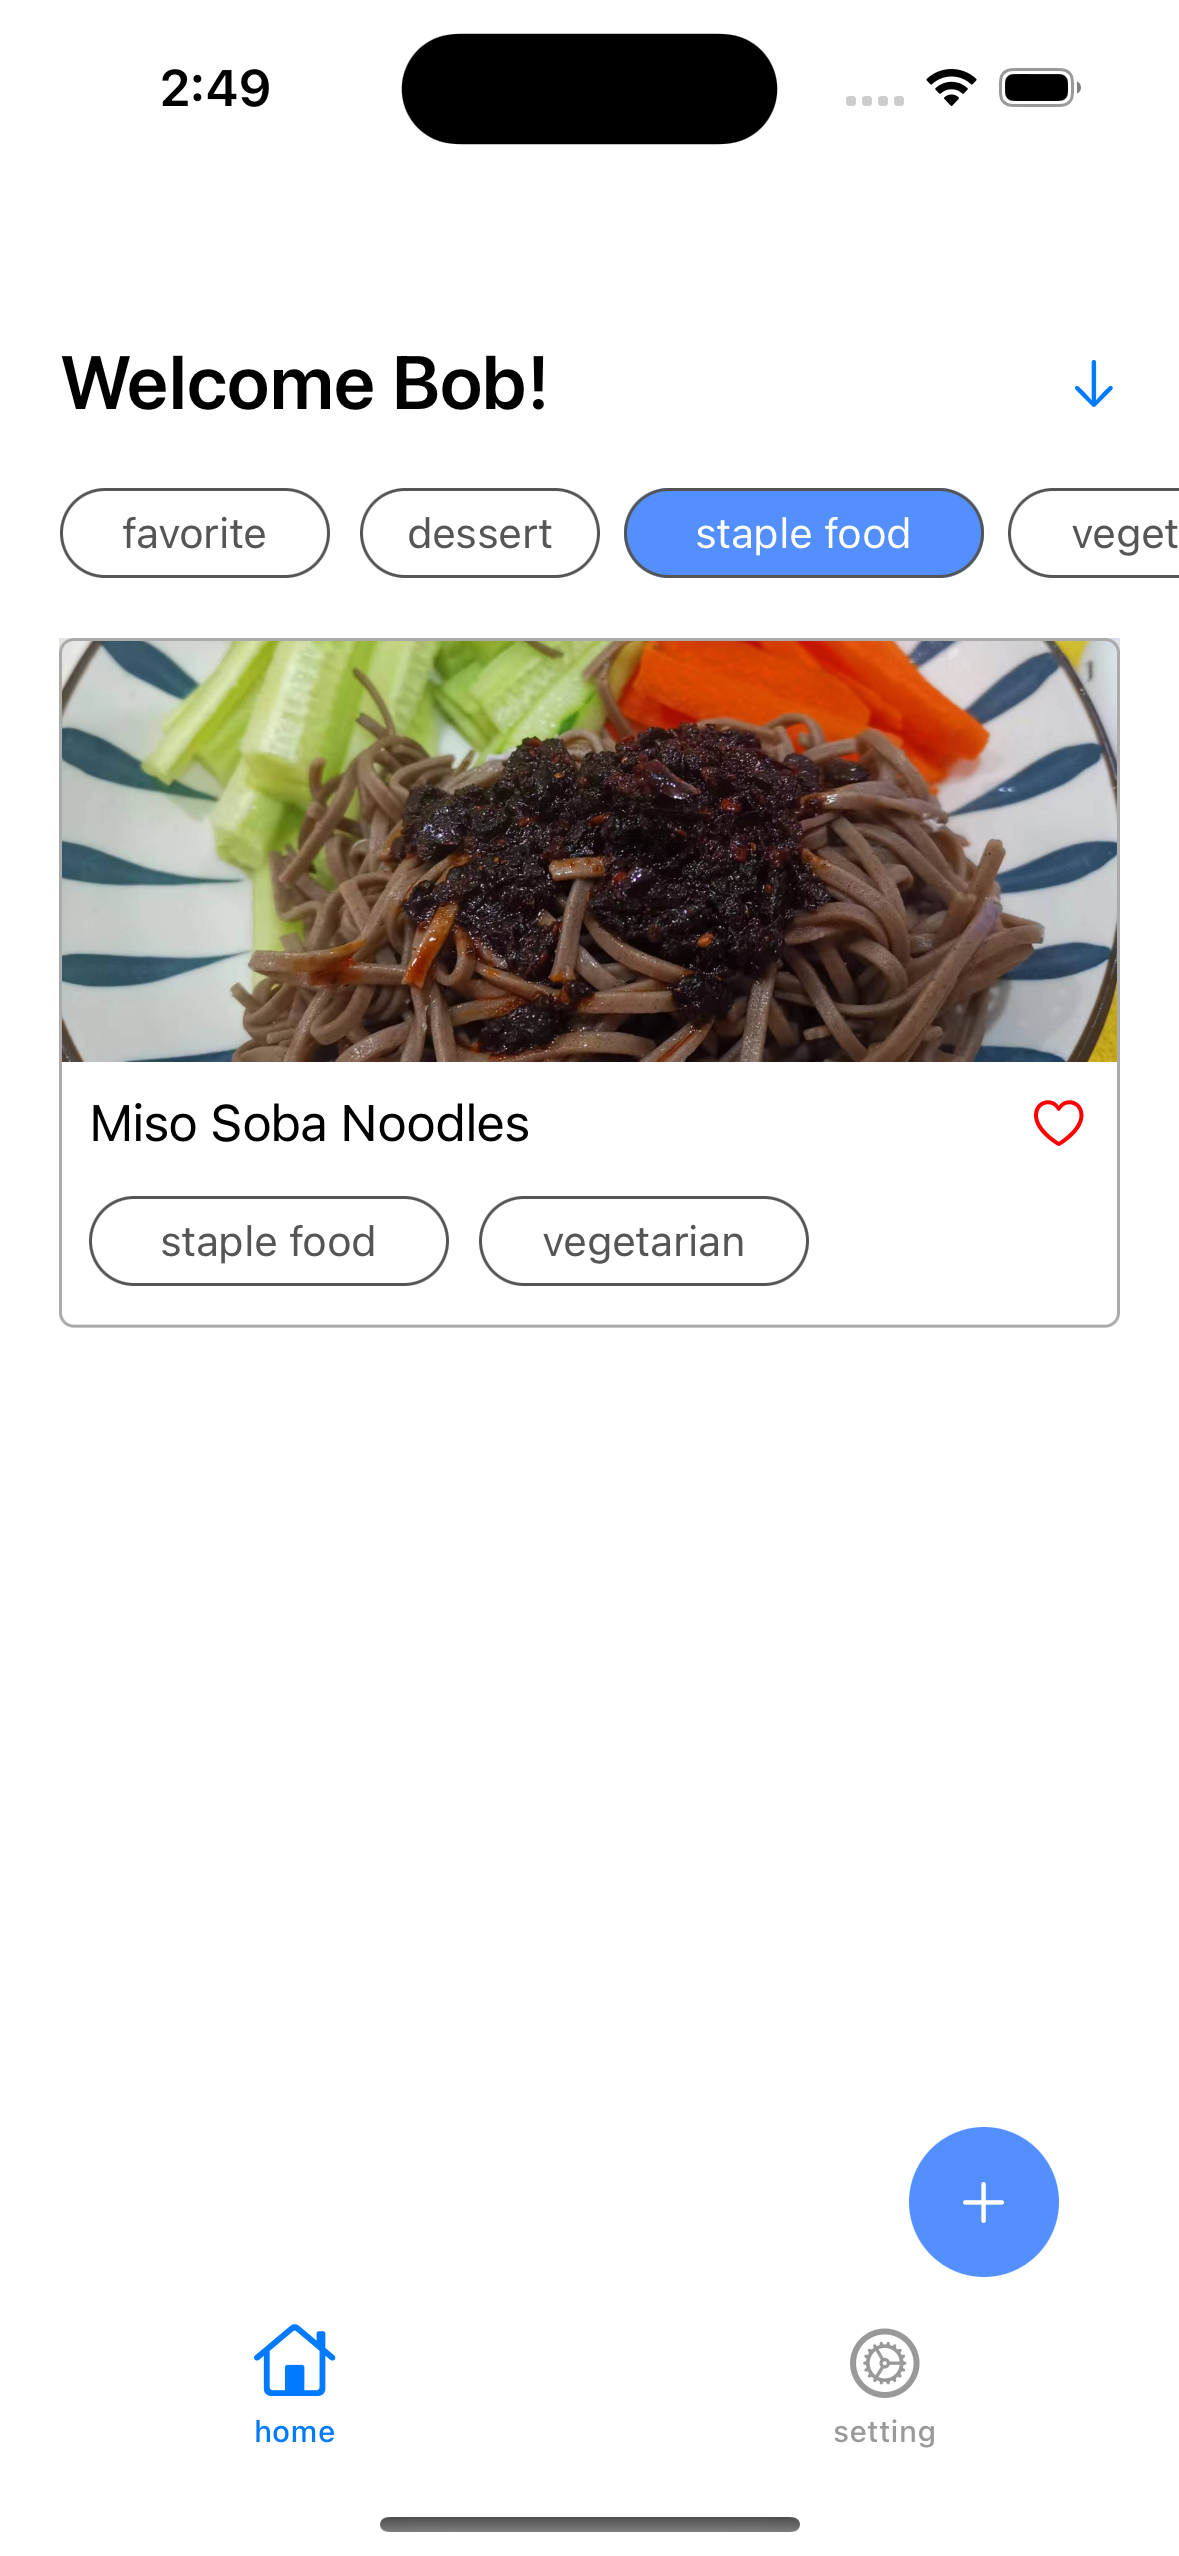 2:49
Welcome Bob!
favorite dessert staple food veget
Miso Soba Noodles
staple food vegetarian
home setting